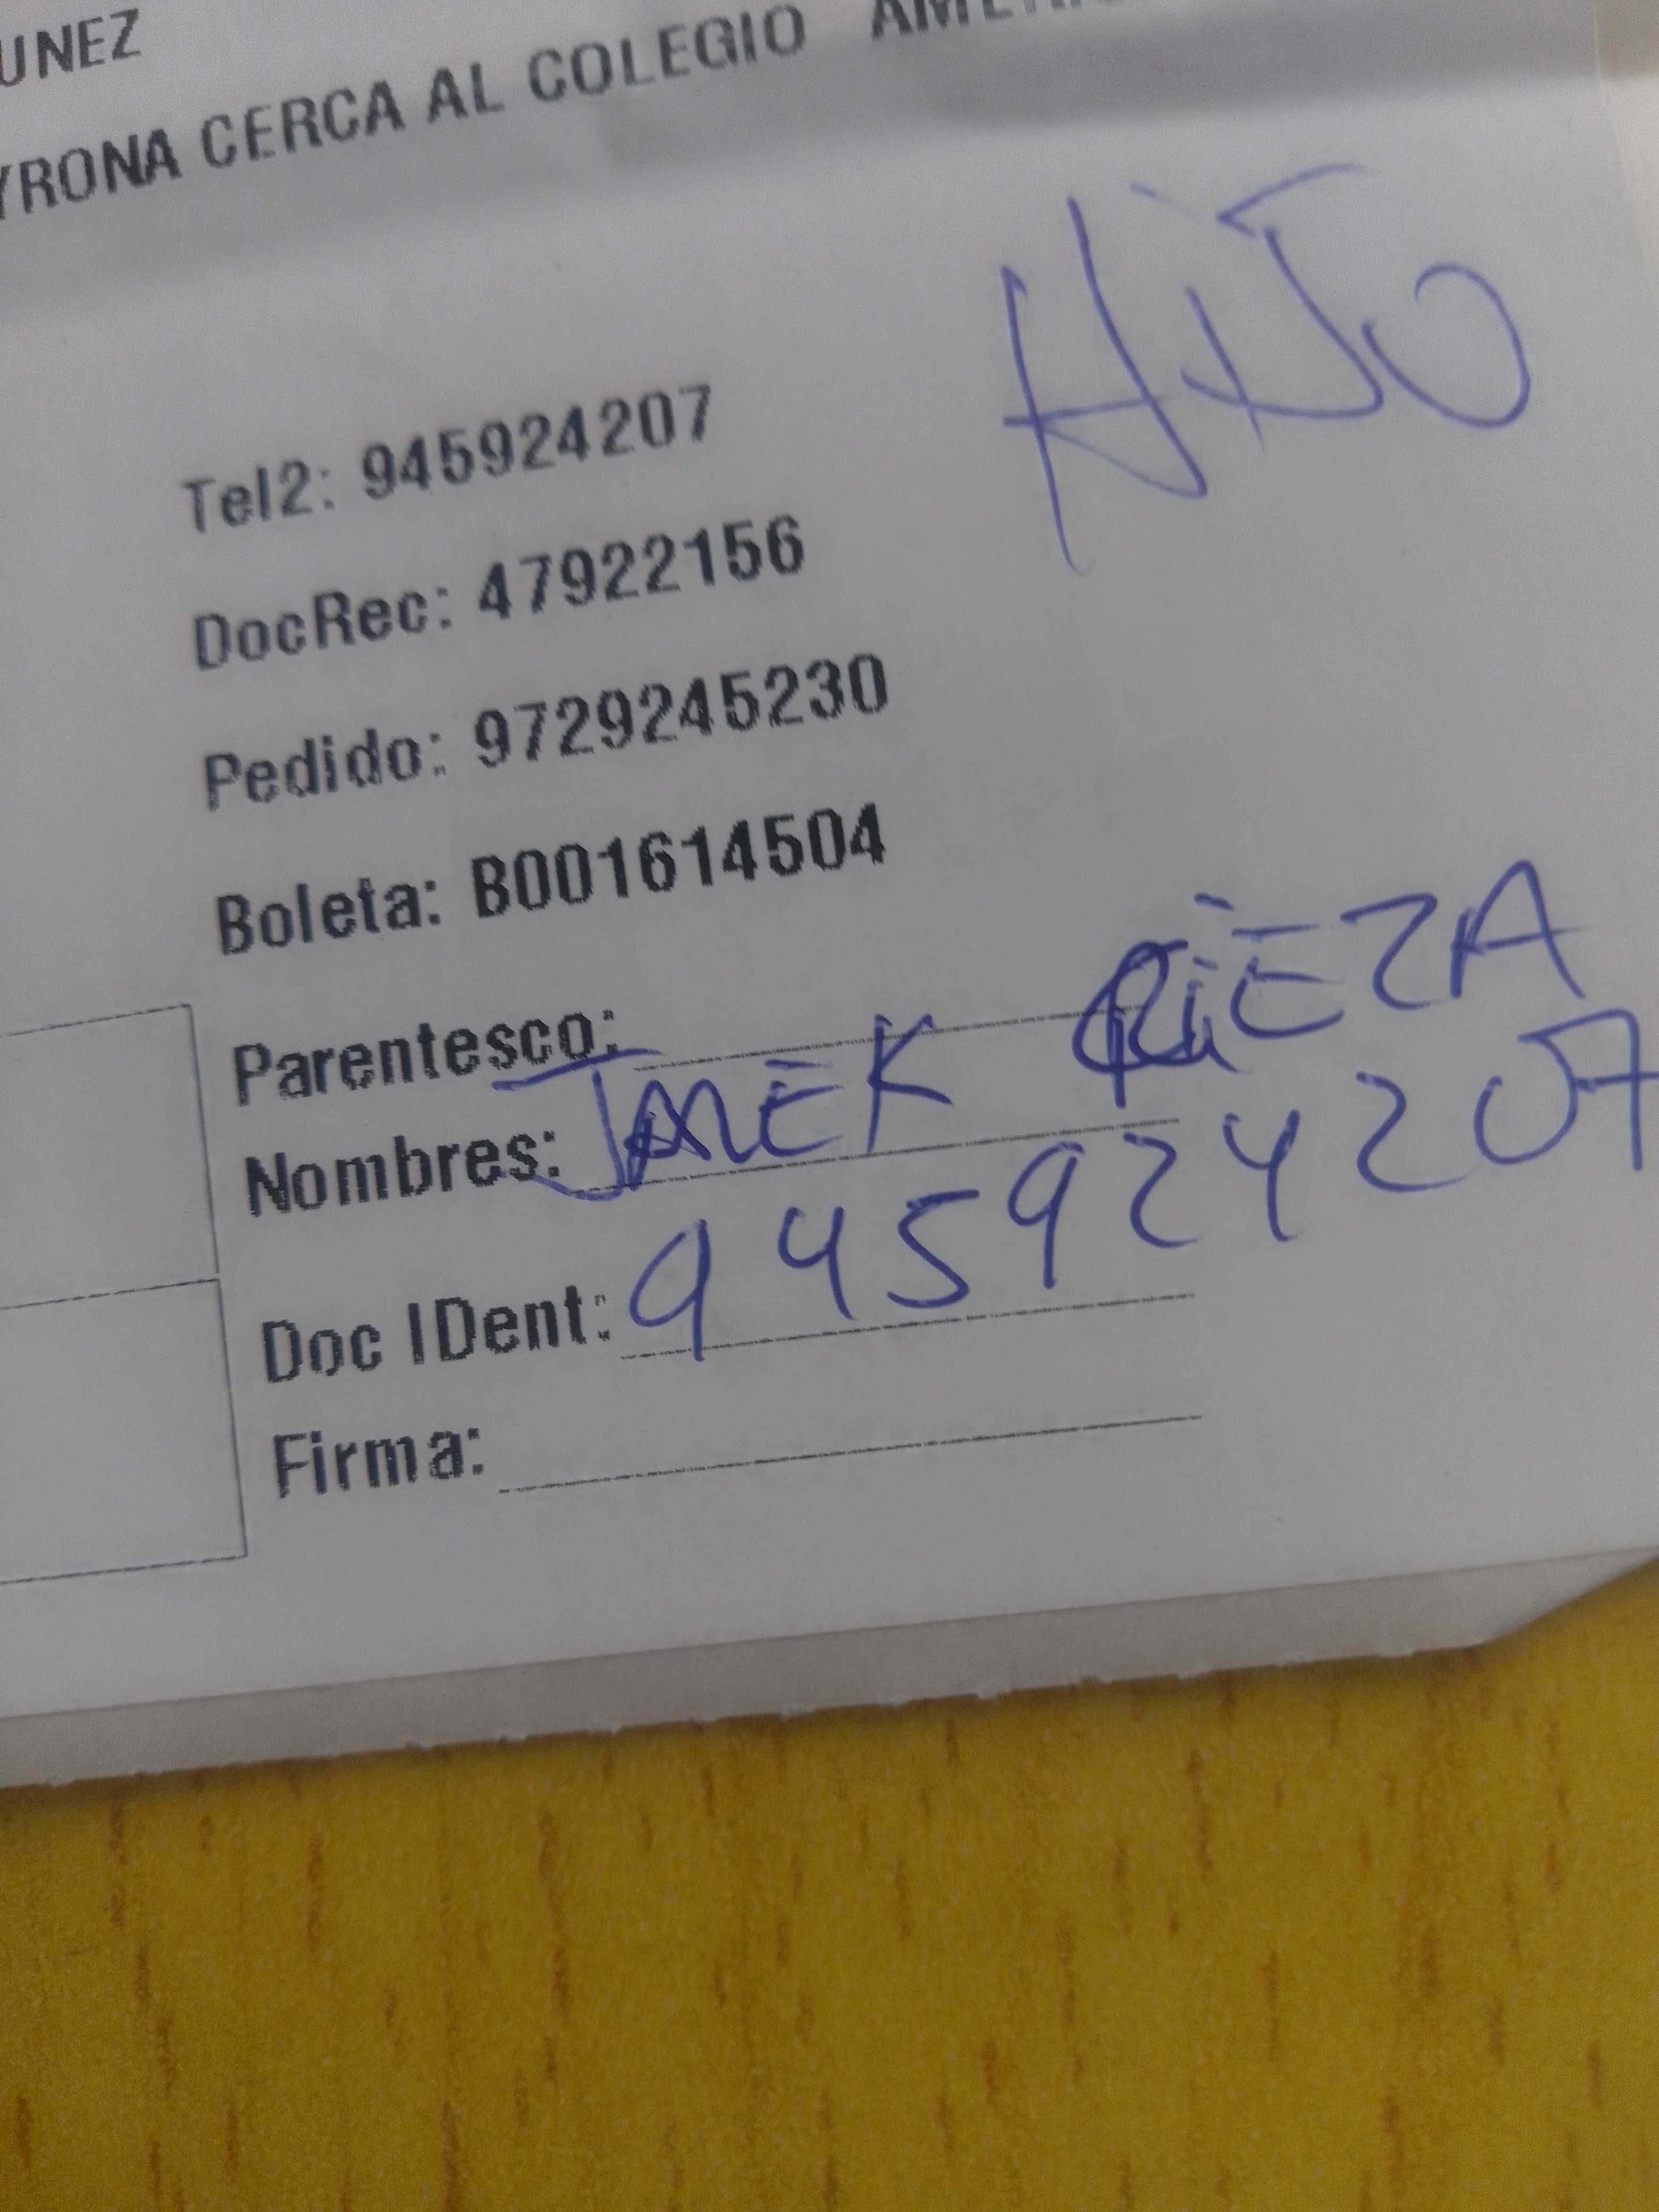 UNEZ
YRONA CERCA AL COLEGIO
HIJO
Tel2: 945924207
DocRec: 47922156
Pedido: 9729245230
Boleta: B001614504
Parentesco:
Nombres: RiEZA
Doc IDent: 945924207
Firma: